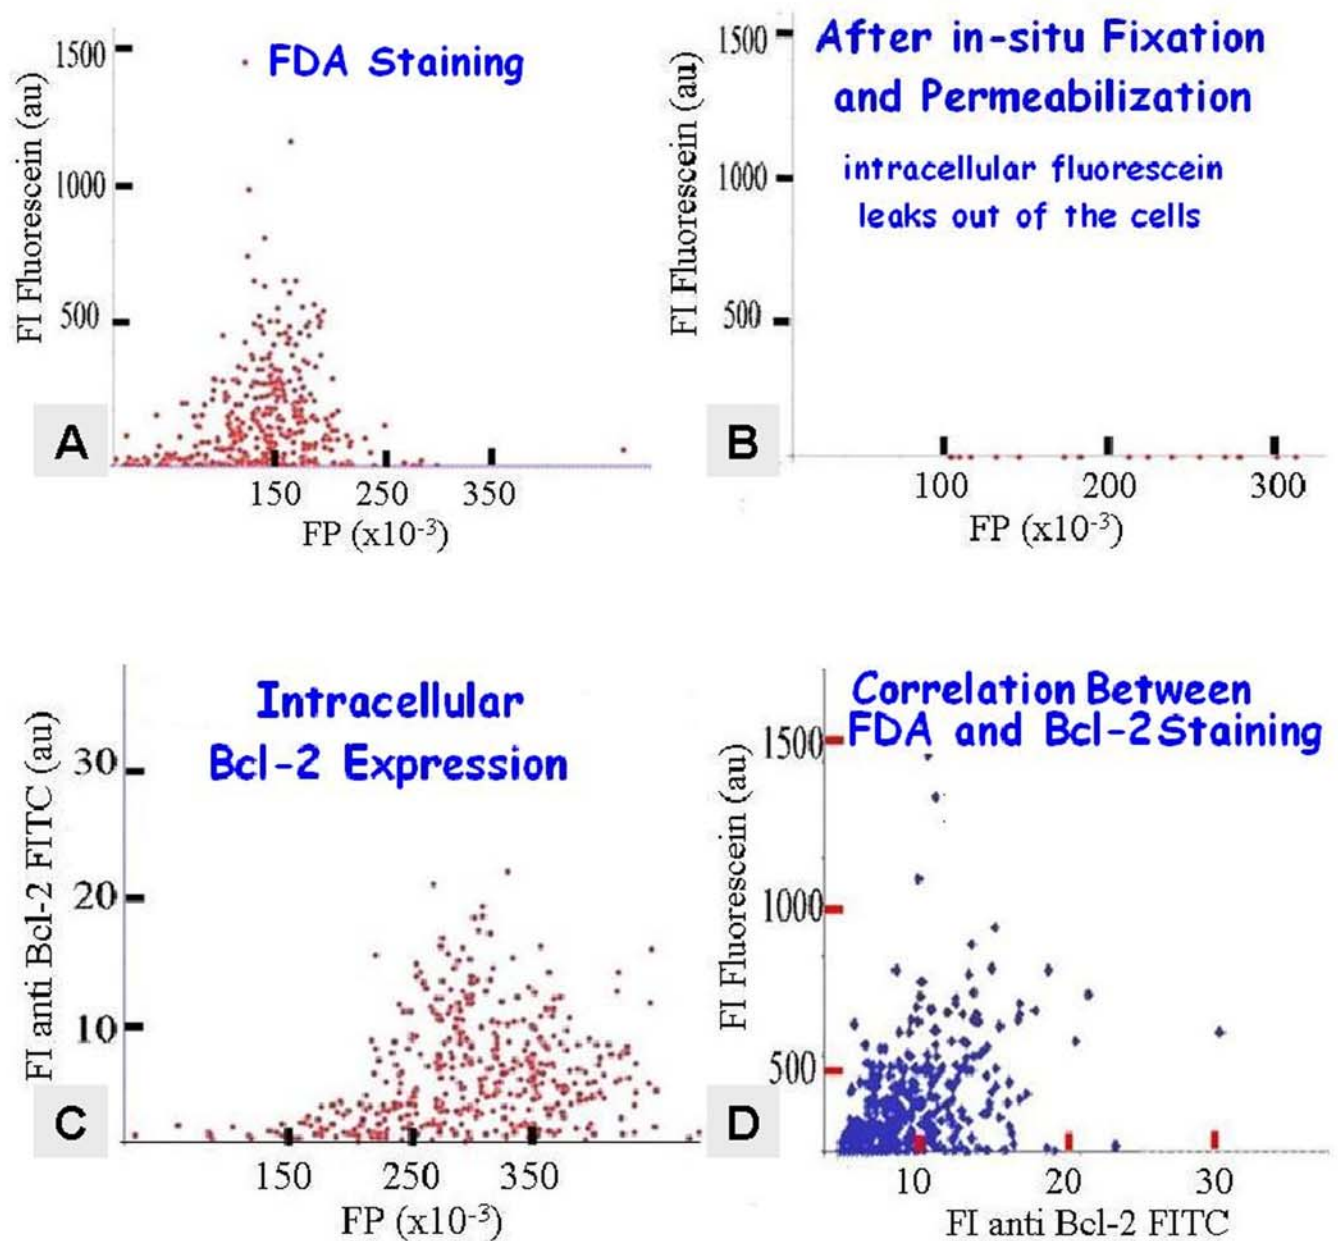 FDA Staining
1500
1000
500
FI Fluorescein (au)
A
150 250 350
FP (x10-3)
After in-situ Fixation
and Permeabilization
intracellular fluorescein
leaks out of the cells
1500
1000
500
FI Fluorescein (au)
B
100 200 300
FP (x10-3)
Intracellular
Bcl-2 Expression
30
20
10
FI anti Bcl-2 FITC (au)
C
150 250 350
FP (x10-3)
Correlation Between
FDA and Bcl-2 Staining
1500
1000
500
FI Fluorescein (au)
D
10 20 30
FI anti Bcl-2 FITC